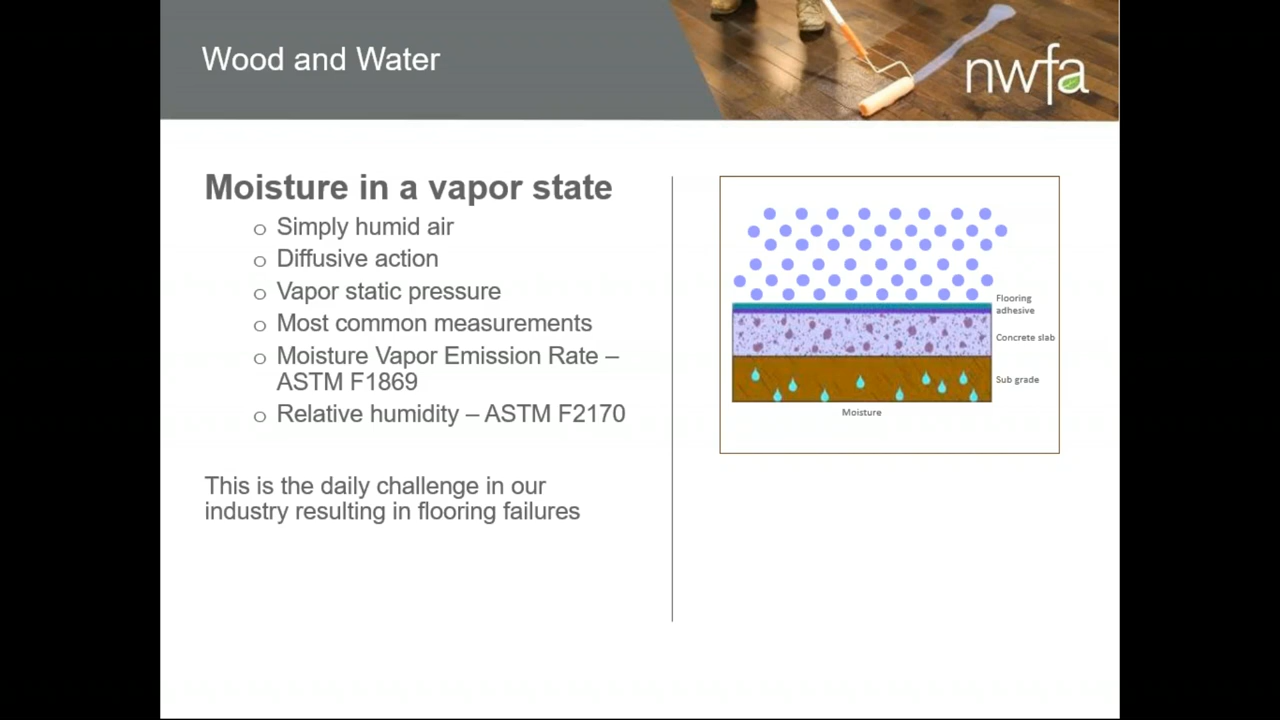 Wood and Water
nwfa
Moisture in a vapor state
o Simply humid air
o Diffusive action
o Vapor static pressure
o Most common measurements
o Moisture Vapor Emission Rate –
ASTM F1869
o Relative humidity – ASTM F2170
This is the daily challenge in our
industry resulting in flooring failures
Flooring
adhesive
Concrete slab
Sub grade
Moisture